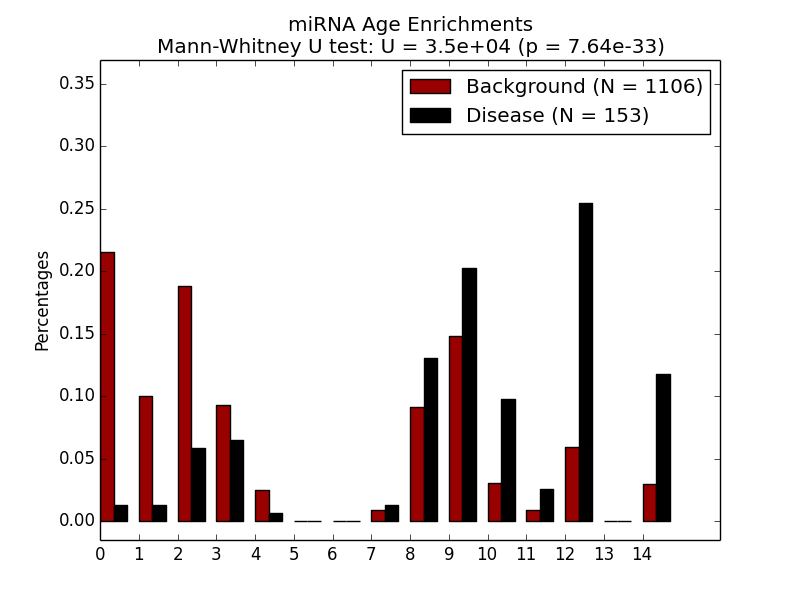 miRNA Age Enrichments
Mann-Whitney U test: U = 3.5e+04 (p = 7.64e-33)
Background (N = 1106)
Disease (N = 153)
Percentages
0.35
0.30
0.25
0.20
0.15
0.10
0.05
0.00
0 1 2 3 4 5 6 7 8 9 10 11 12 13 14